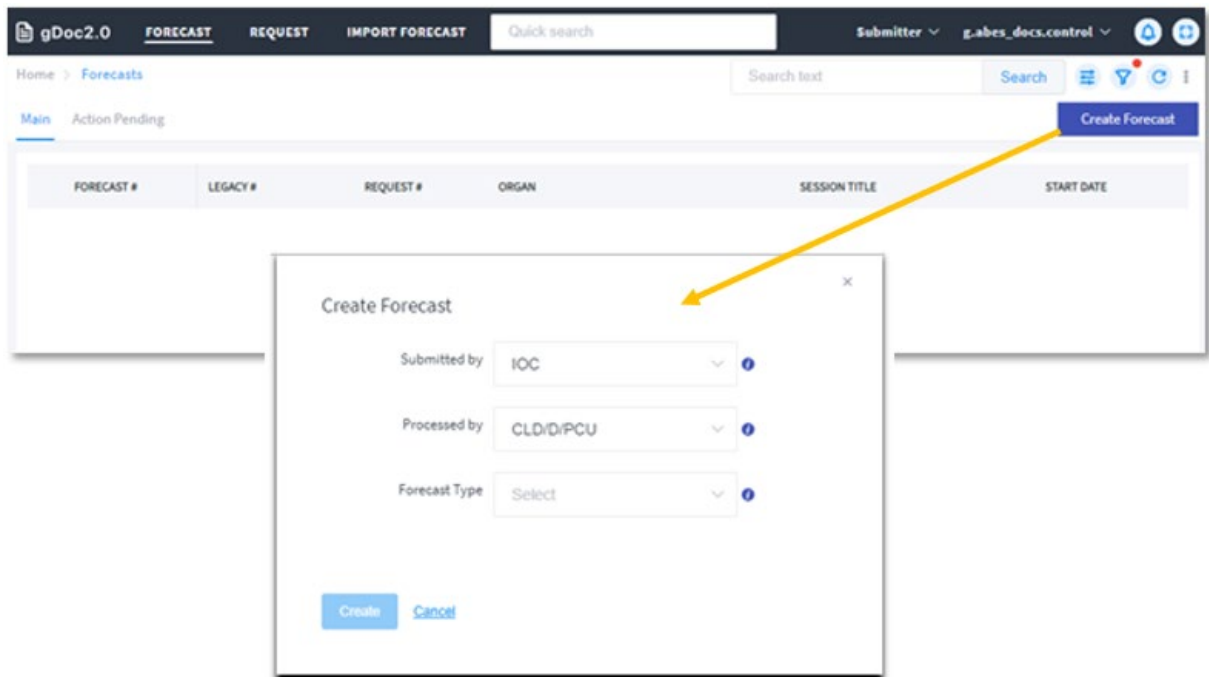 gDoc2.0 FORECAST REQUEST IMPORT FORECAST Quick search Submitter g.abes_docs.control
Home > Forecasts Search text Search
Main Action Pending Create Forecast
FORECAST # LEGACY # REQUEST # ORGAN SESSION TITLE START DATE
×
Create Forecast
Submitted by IOC
Processed by CLD/D/PCU
Forecast Type Select
Create Cancel